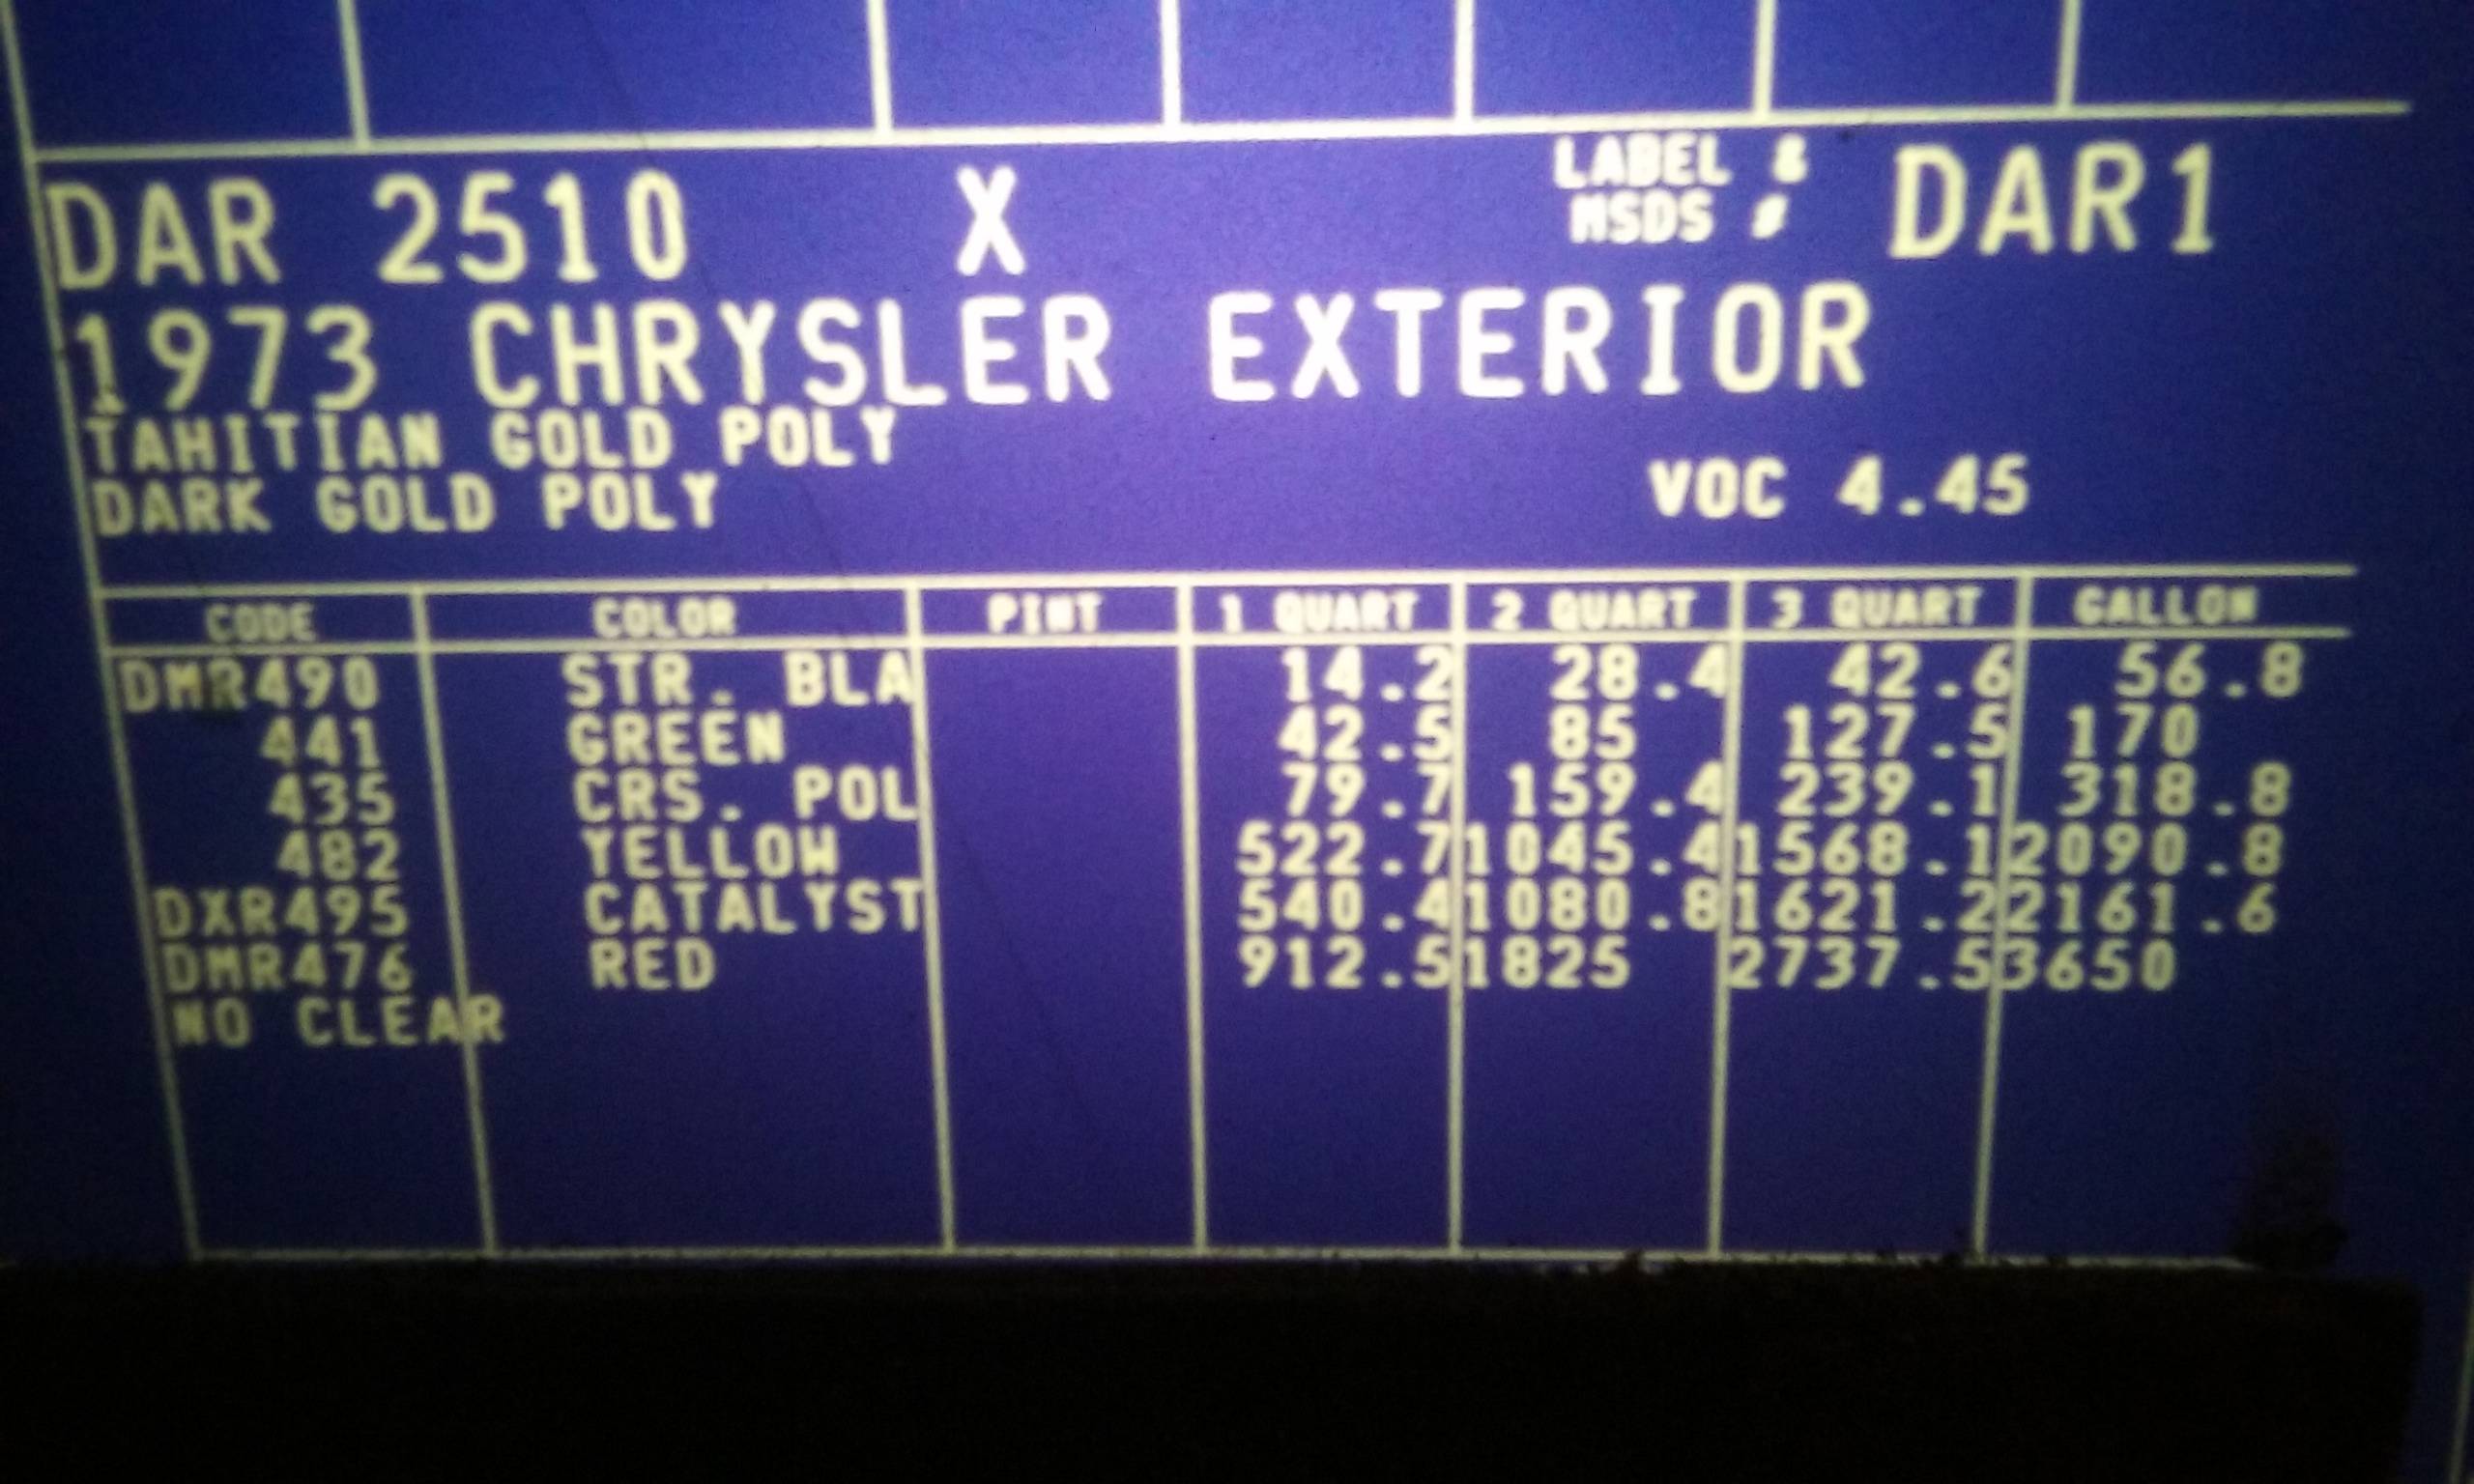 DAR 2510 X LABEL & MSDS # DAR1
1973 CHRYSLER EXTERIOR
TAHITIAN GOLD POLY
DARK GOLD POLY VOC 4.45
CODE COLOR PINT 1 QUART 2 QUART 3 QUART GALLON
DMR490 STR. BLA 14.2 28.4 42.6 56.8
441 GREEN 42.5 85 127.5 170
435 CRS. POL 79.7 159.4 239.1 318.8
482 YELLOW 522.7 1045.4 1568.1 2090.8
DXR495 CATALYST 540.4 1080.8 1621.2 2161.6
DMR476 RED 912.5 1825 2737.5 3650
NO CLEAR